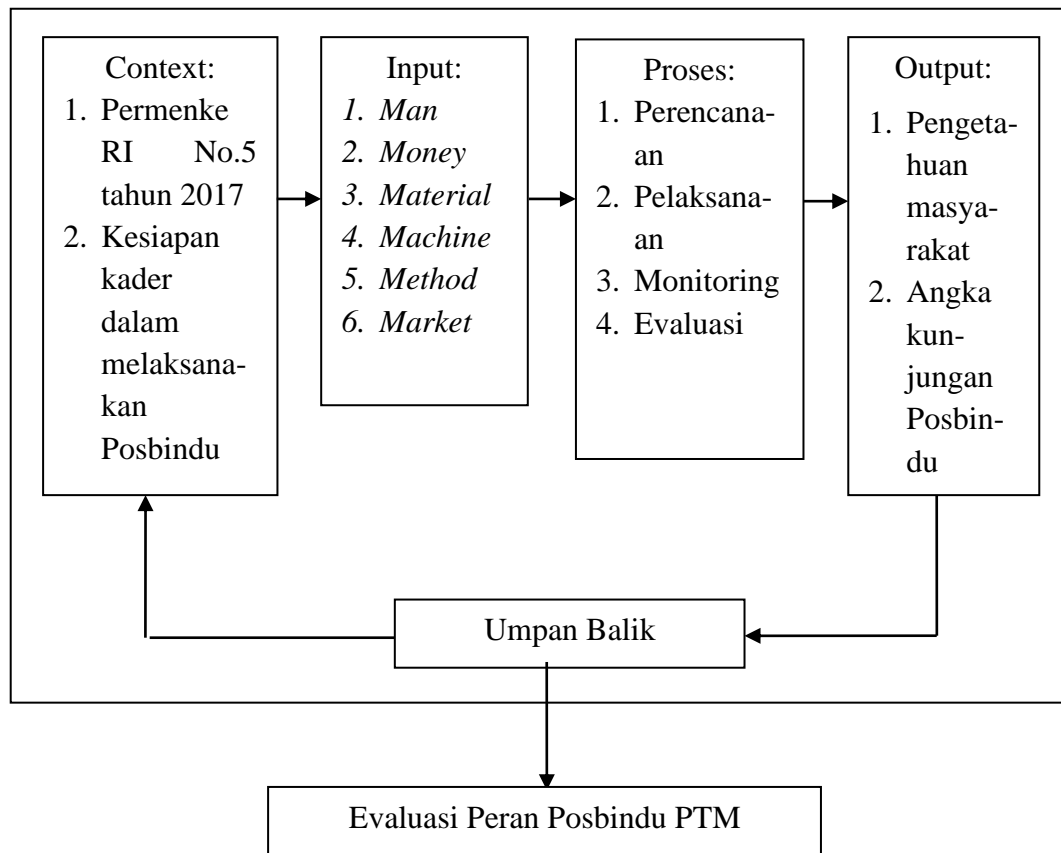 Context:
1. Permenke
RI No.5
tahun 2017
2. Kesiapan
kader
dalam
melaksana-
kan
Posbindu
Input:
1. Man
2. Money
3. Material
4. Machine
5. Method
6. Market
Proses:
1. Perencana-
an
2. Pelaksana-
an
3. Monitoring
4. Evaluasi
Output:
1. Pengeta-
huan
masya-
rakat
2. Angka
kun-
jungan
Posbin-
du
Umpan Balik
Evaluasi Peran Posbindu PTM